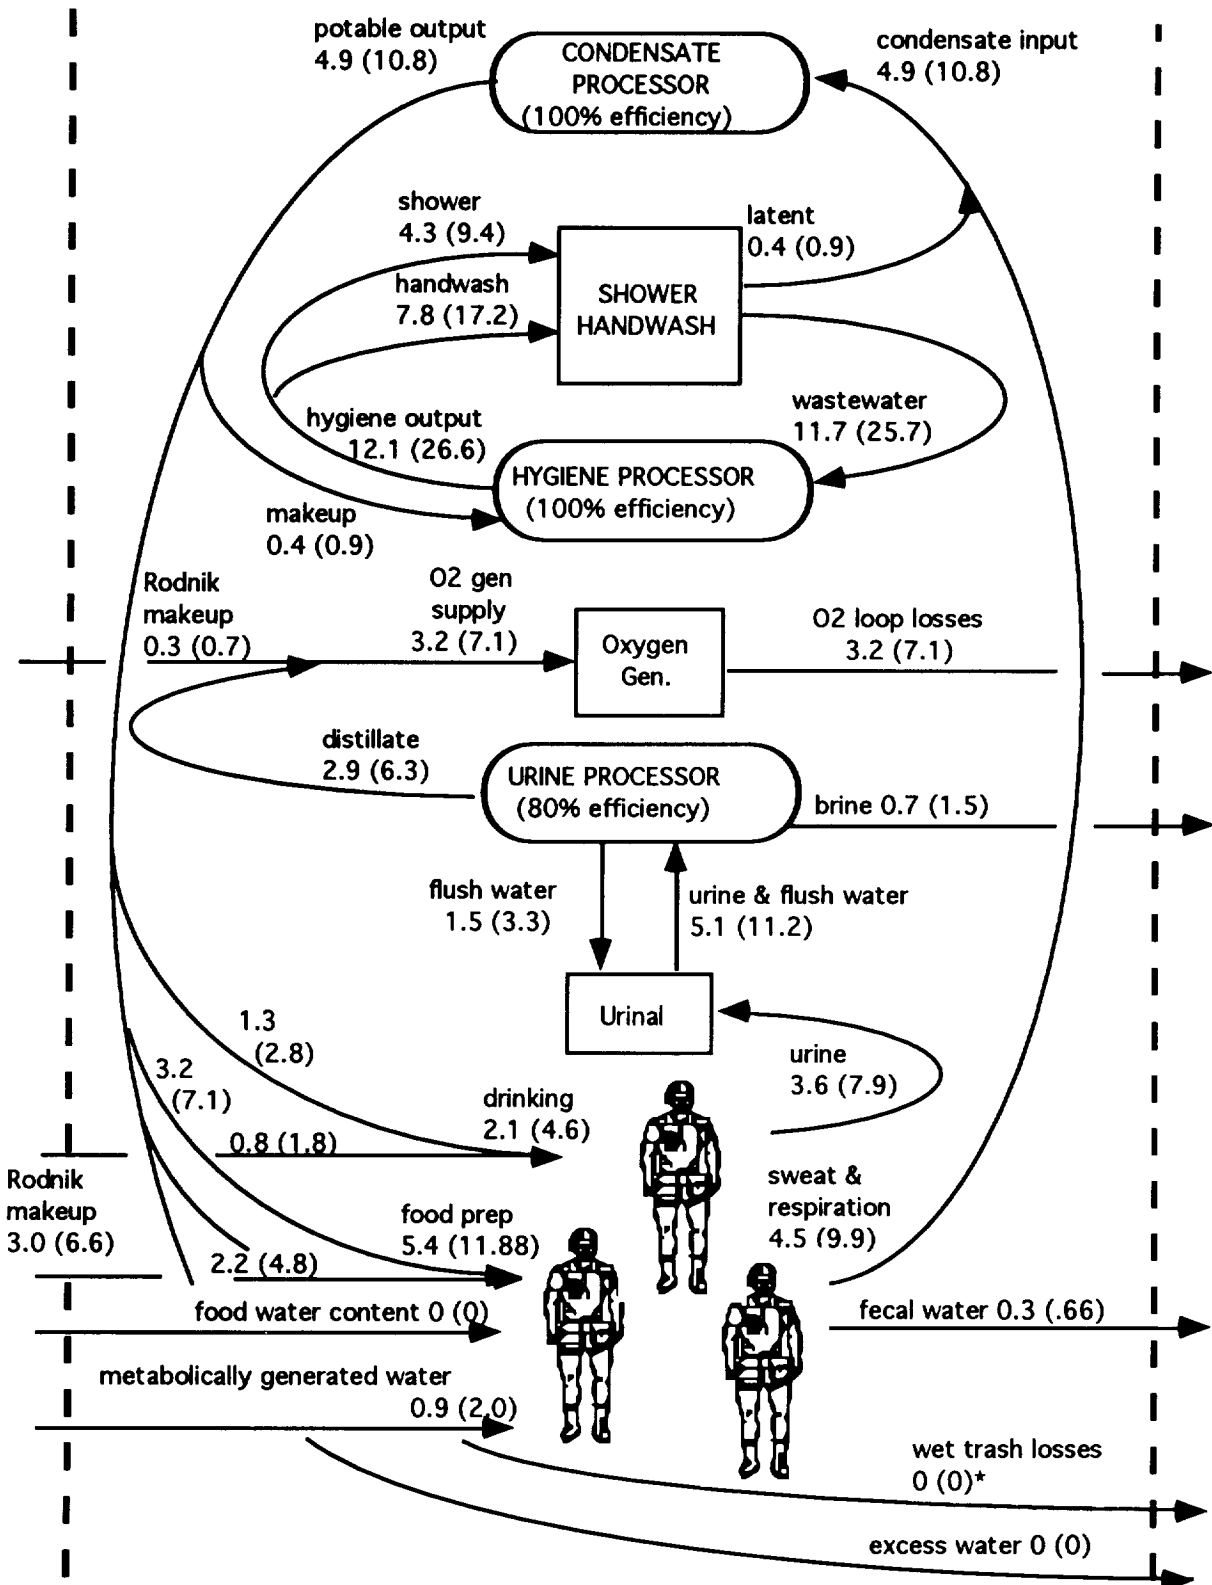 potable output
4.9 (10.8)
CONDENSATE
PROCESSOR
(100% efficiency)
condensate input
4.9 (10.8)
shower
4.3 (9.4)
handwash
7.8 (17.2)
SHOWER
HANDWASH
latent
0.4 (0.9)
hygiene output
12.1 (26.6)
wastewater
11.7 (25.7)
HYGIENE PROCESSOR
(100% efficiency)
makeup
0.4 (0.9)
Rodnik
makeup
0.3 (0.7)
O2 gen
supply
3.2 (7.1)
Oxygen
Gen.
O2 loop losses
3.2 (7.1)
distillate
2.9 (6.3)
URINE PROCESSOR
(80% efficiency)
brine 0.7 (1.5)
flush water
1.5 (3.3)
urine & flush water
5.1 (11.2)
Urinal
1.3
(2.8)
urine
3.6 (7.9)
3.2
(7.1)
drinking
2.1 (4.6)
0.8 (1.8)
Rodnik
makeup
3.0 (6.6)
sweat &
respiration
4.5 (9.9)
food prep
5.4 (11.88)
2.2 (4.8)
food water content 0 (0)
fecal water 0.3 (.66)
metabolically generated water
0.9 (2.0)
wet trash losses
0 (0)*
excess water 0 (0)